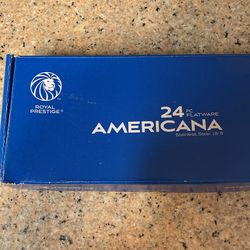 ROYAL
PRESTIGE®
24 PC
FLATWARE
AMERICANA
Stainless Steel 18/8